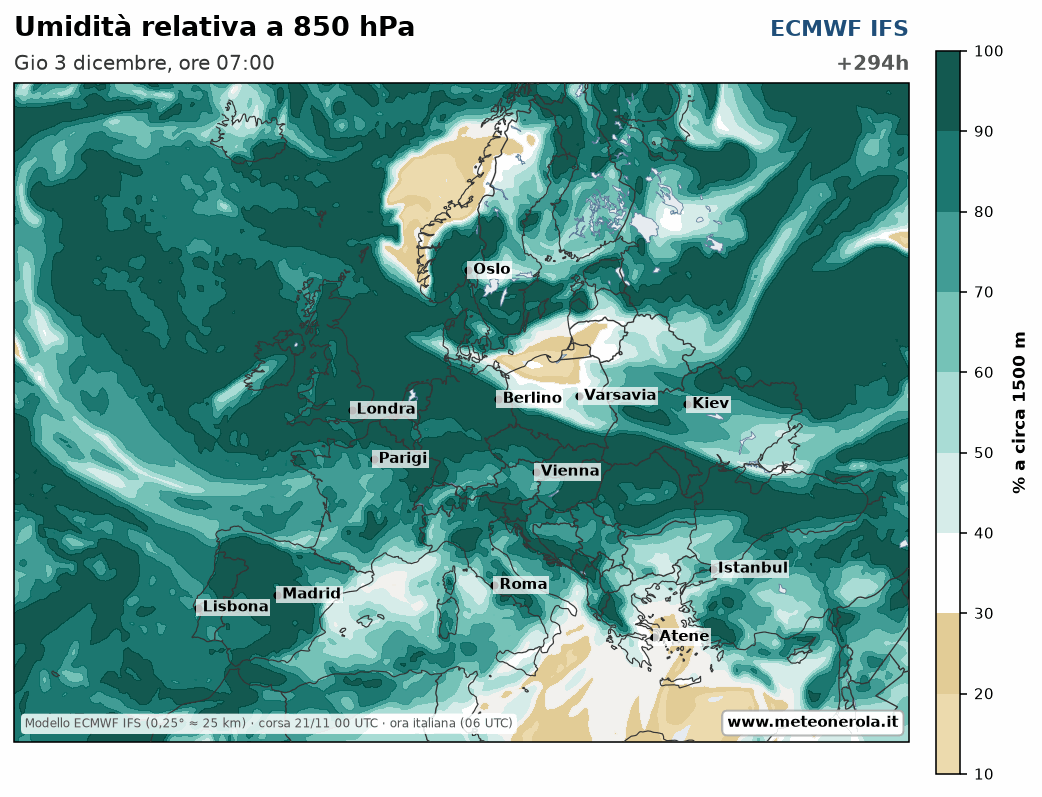 Umidità relativa a 850 hPa
ECMWF IFS
Gio 3 dicembre, ore 07:00
+294h
100
90
80
70
60
50
40
30
20
10
% a circa 1500 m
Oslo
Berlino
Varsavia
Kiev
Londra
Parigi
Vienna
Istanbul
Roma
Madrid
Lisbona
Atene
Modello ECMWF IFS (0,25° ≈ 25 km) · corsa 21/11 00 UTC · ora italiana (06 UTC)
www.meteonerola.it